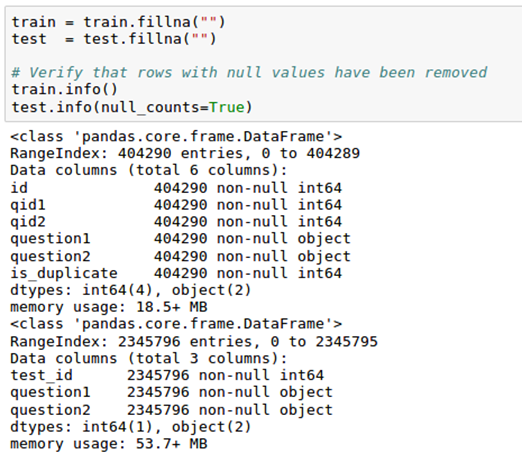 train = train.fillna("")
test  = test.fillna("")
# Verify that rows with null values have been removed
train.info()
test.info(null_counts=True)
<class 'pandas.core.frame.DataFrame'>
RangeIndex: 404290 entries, 0 to 404289
Data columns (total 6 columns):
id              404290 non-null int64
qid1            404290 non-null int64
qid2            404290 non-null int64
question1       404290 non-null object
question2       404290 non-null object
is_duplicate    404290 non-null int64
dtypes: int64(4), object(2)
memory usage: 18.5+ MB
<class 'pandas.core.frame.DataFrame'>
RangeIndex: 2345796 entries, 0 to 2345795
Data columns (total 3 columns):
test_id      2345796 non-null int64
question1    2345796 non-null object
question2    2345796 non-null object
dtypes: int64(1), object(2)
memory usage: 53.7+ MB